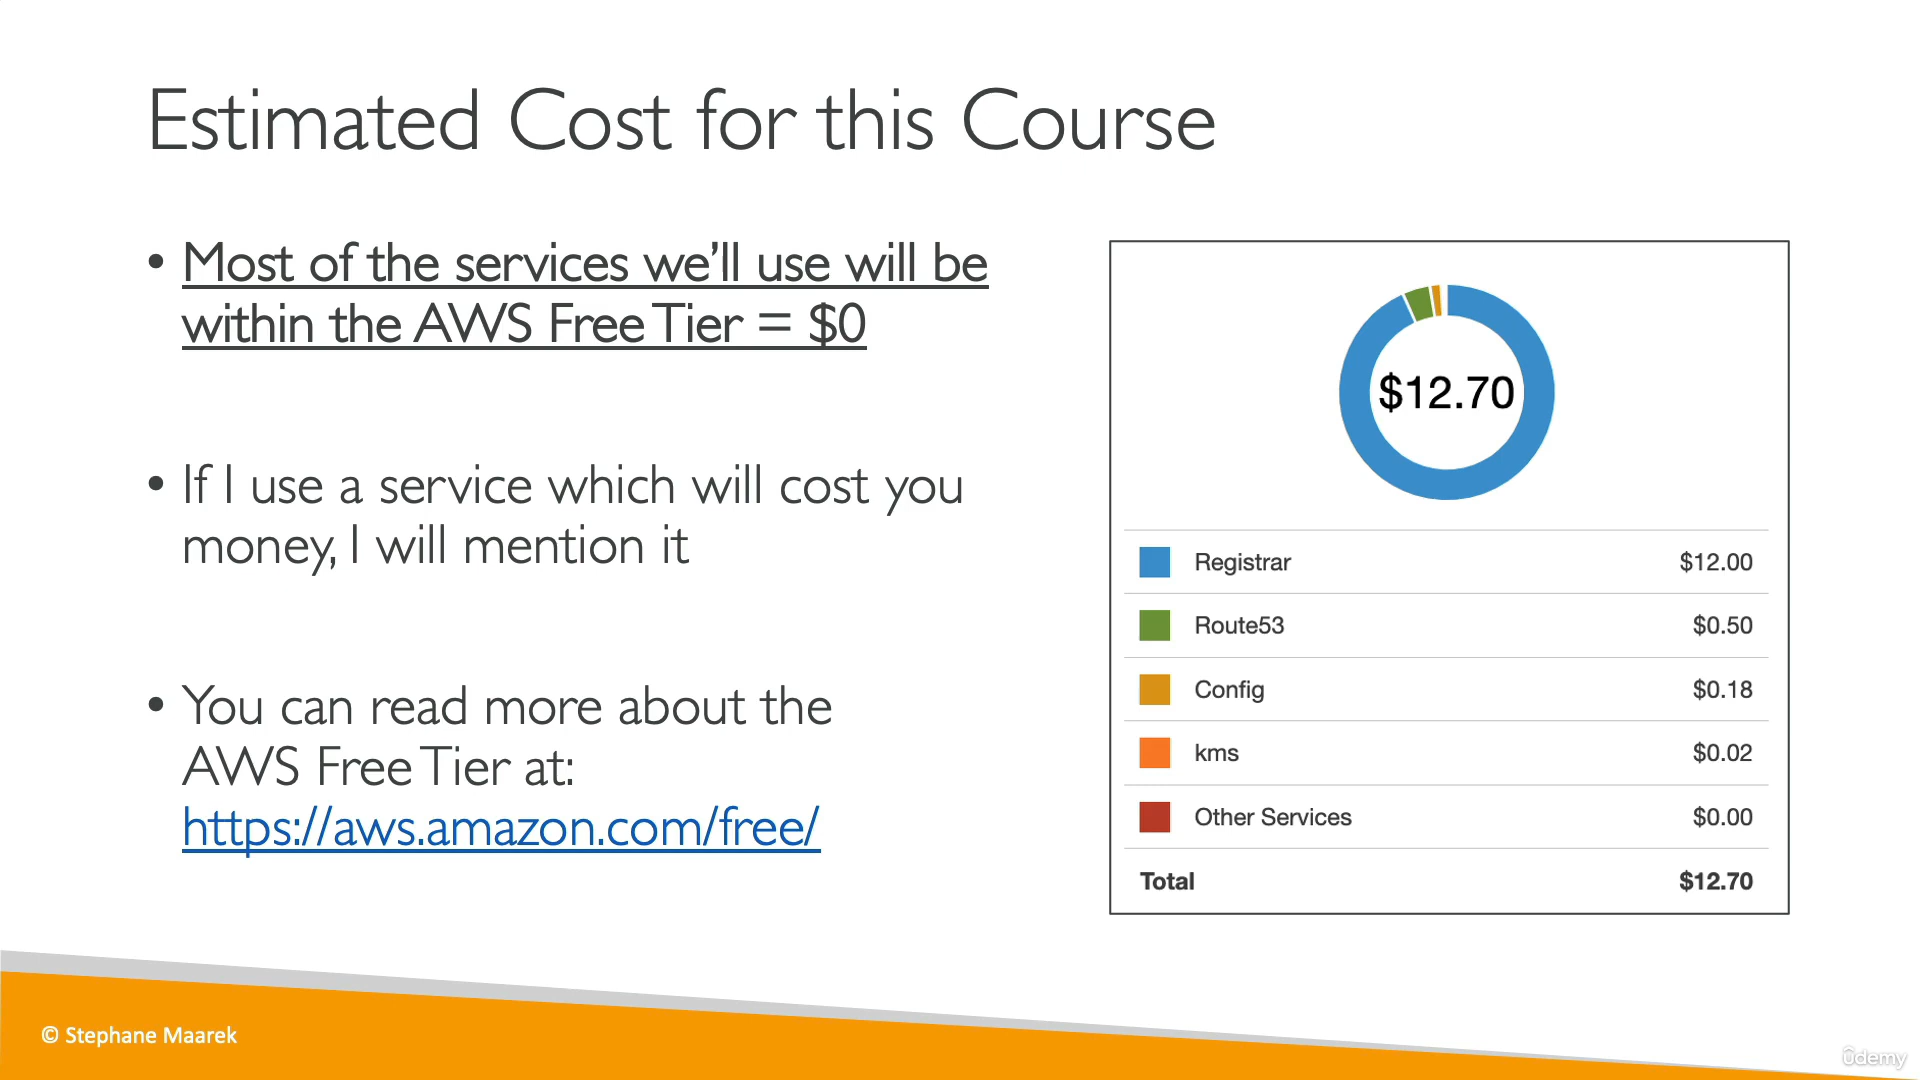 Estimated Cost for this Course
• Most of the services we’ll use will be
within the AWS Free Tier = $0
• If I use a service which will cost you
money, I will mention it
• You can read more about the
AWS Free Tier at:
https://aws.amazon.com/free/
$12.70
Registrar $12.00
Route53 $0.50
Config $0.18
kms $0.02
Other Services $0.00
Total $12.70
© Stephane Maarek
ûdemy